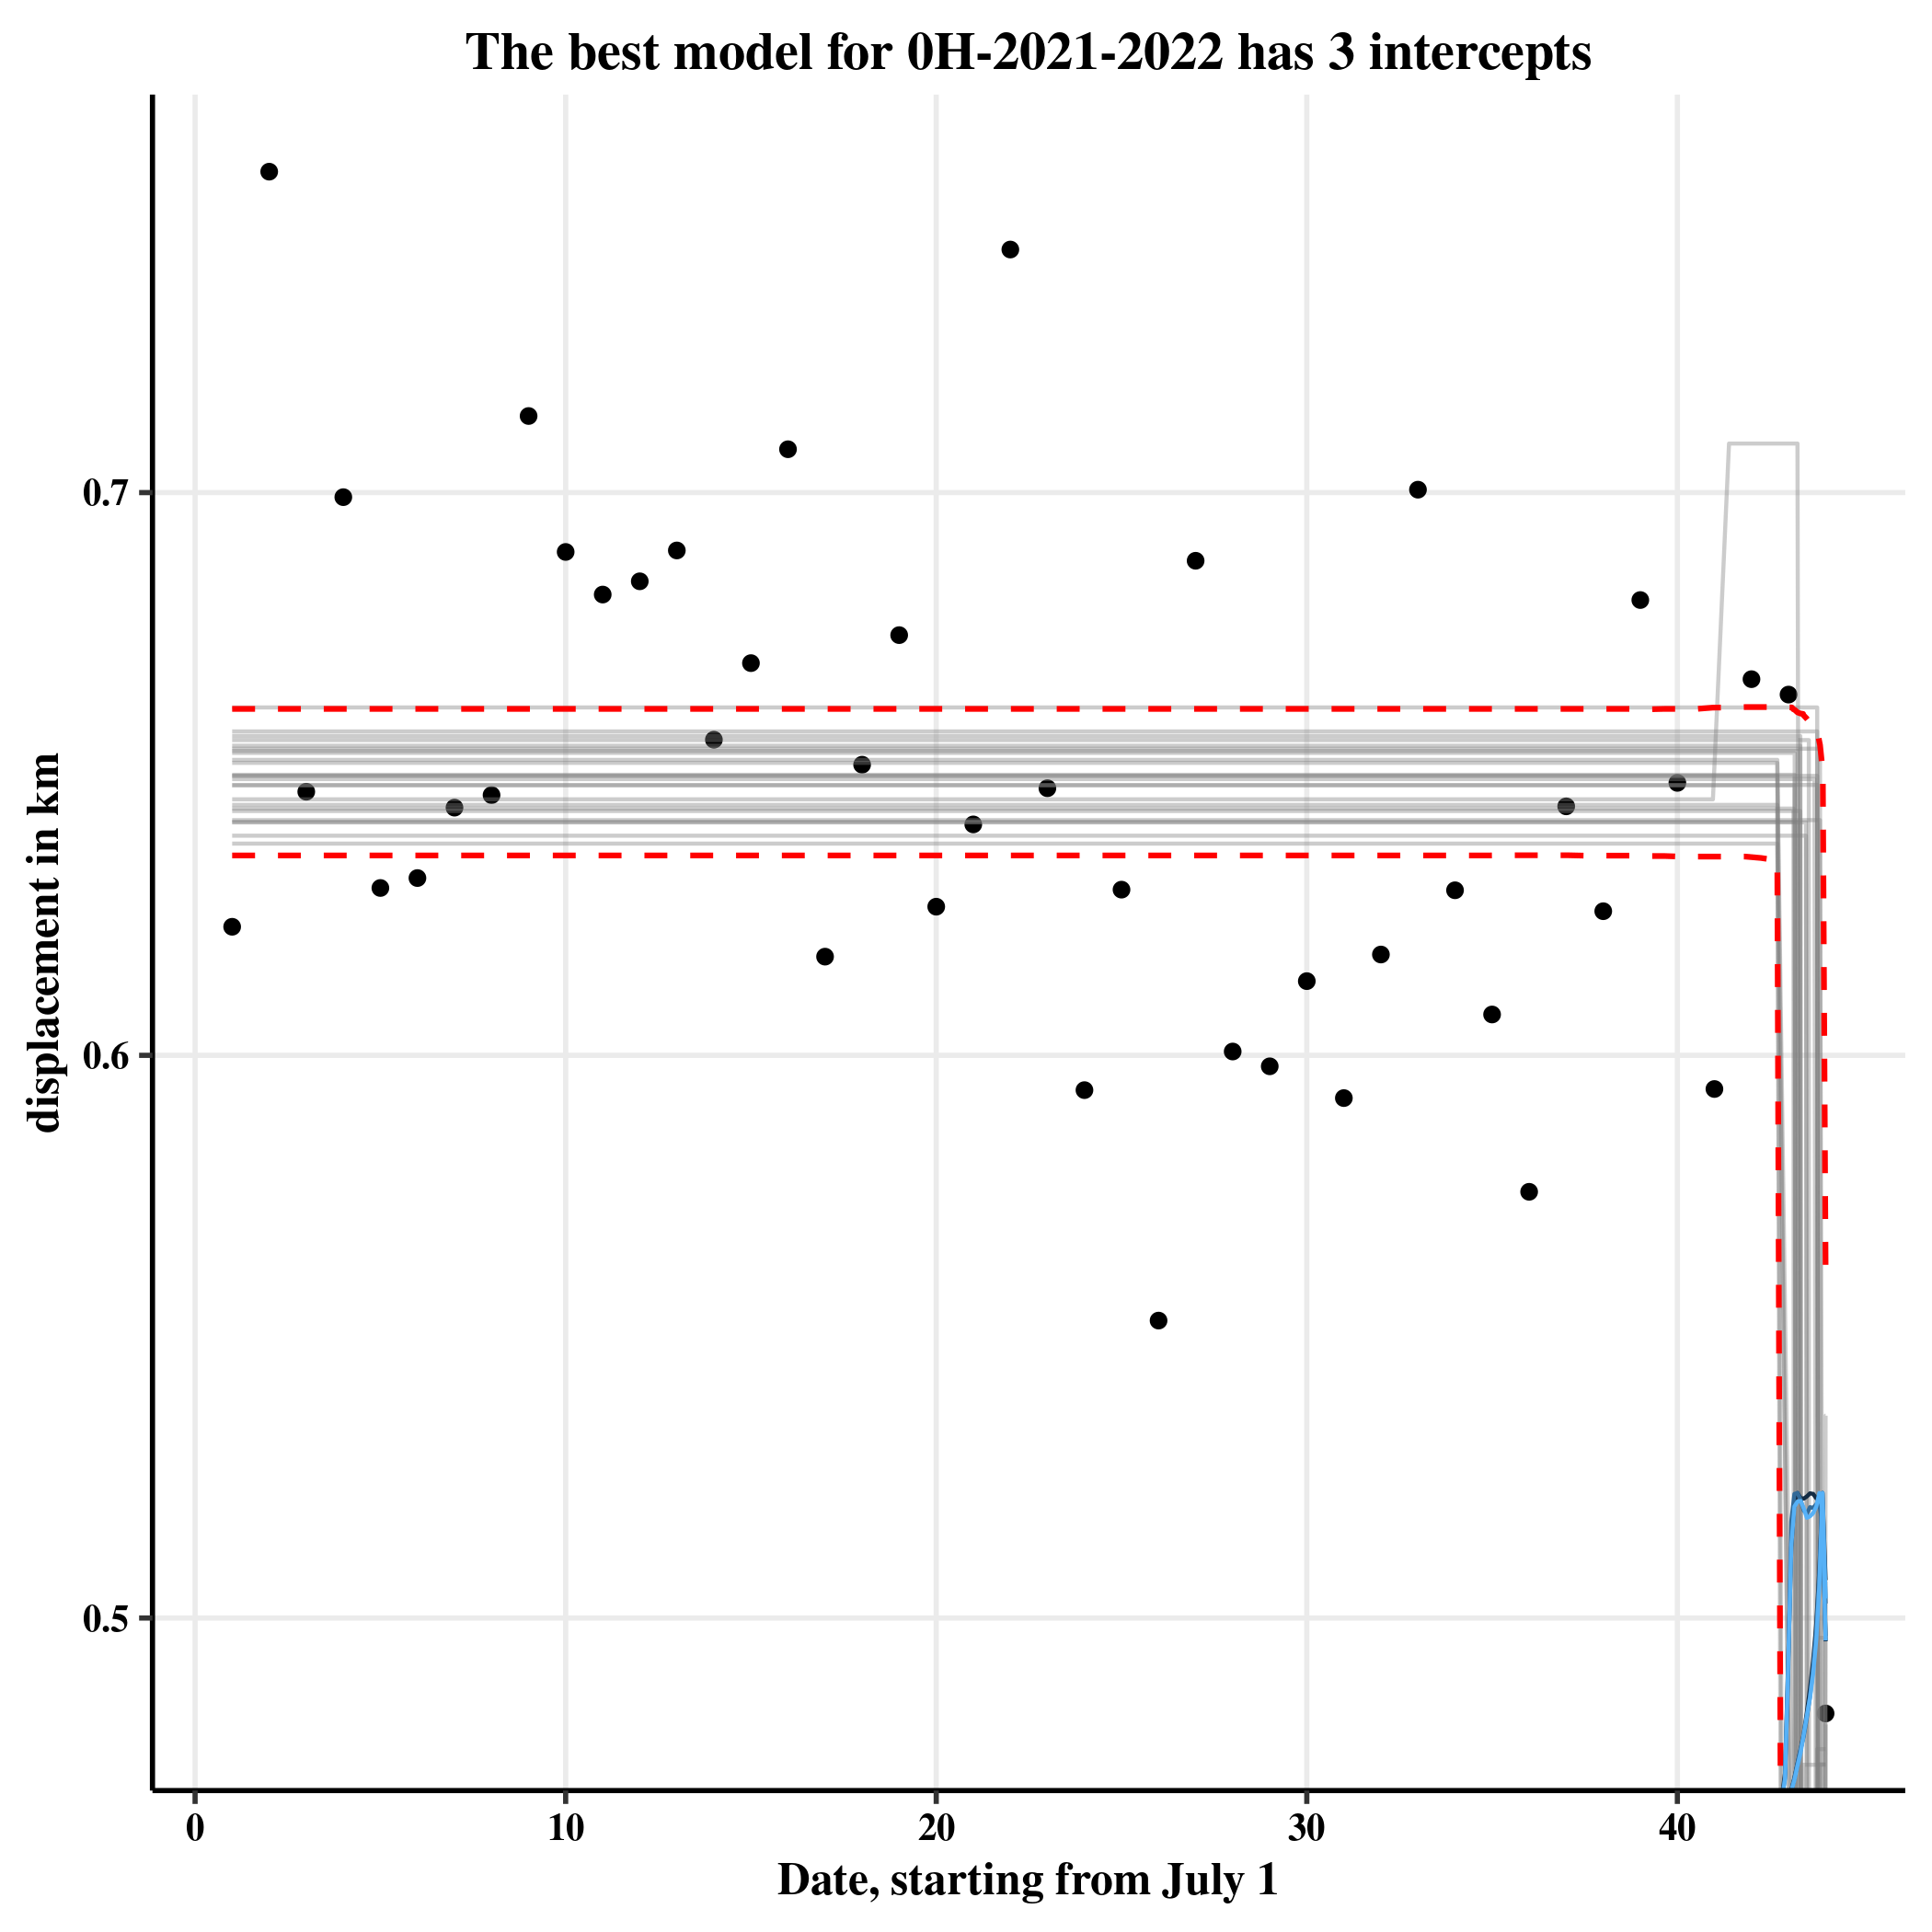 The best model for 0H-2021-2022 has 3 intercepts
displacement in km
0.7
0.6
0.5
0 10 20 30 40
Date, starting from July 1